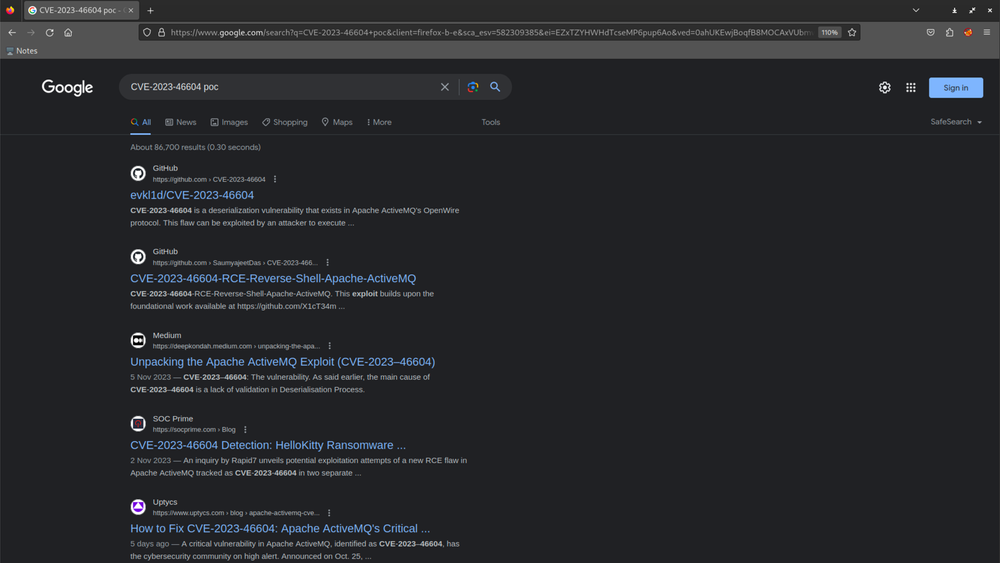 CVE-2023-46604 poc -
https://www.google.com/search?q=CVE-2023-46604+poc&client=firefox-b-e&sca_esv=582309385&ei=EZxTZYHWHdTcseMP6pup6Ao&ved=0ahUKEwjBoqfB8MOCAxVUbm
110%
Notes
Google
CVE-2023-46604 poc
Sign in
All News Images Shopping Maps More Tools SafeSearch
About 86,700 results (0.30 seconds)
GitHub
https://github.com › CVE-2023-46604
evkl1d/CVE-2023-46604
CVE-2023-46604 is a deserialization vulnerability that exists in Apache ActiveMQ's OpenWire
protocol. This flaw can be exploited by an attacker to execute ...
GitHub
https://github.com › SaumyajeetDas › CVE-2023-466...
CVE-2023-46604-RCE-Reverse-Shell-Apache-ActiveMQ
CVE-2023-46604-RCE-Reverse-Shell-Apache-ActiveMQ. This exploit builds upon the
foundational work available at https://github.com/X1cT34m ...
Medium
https://deepkondah.medium.com › unpacking-the-apa...
Unpacking the Apache ActiveMQ Exploit (CVE-2023–46604)
5 Nov 2023 — CVE-2023–46604: The vulnerability. As said earlier, the main cause of
CVE-2023–46604 is a lack of validation in Deserialisation Process.
SOC Prime
https://socprime.com › Blog
CVE-2023-46604 Detection: HelloKitty Ransomware ...
2 Nov 2023 — An inquiry by Rapid7 unveils potential exploitation attempts of a new RCE flaw in
Apache ActiveMQ tracked as CVE-2023-46604 in two separate ...
Uptycs
https://www.uptycs.com › blog › apache-activemq-cve...
How to Fix CVE-2023-46604: Apache ActiveMQ's Critical ...
5 days ago — A critical vulnerability in Apache ActiveMQ, identified as CVE-2023–46604, has
the cybersecurity community on high alert. Announced on Oct. 25, ...